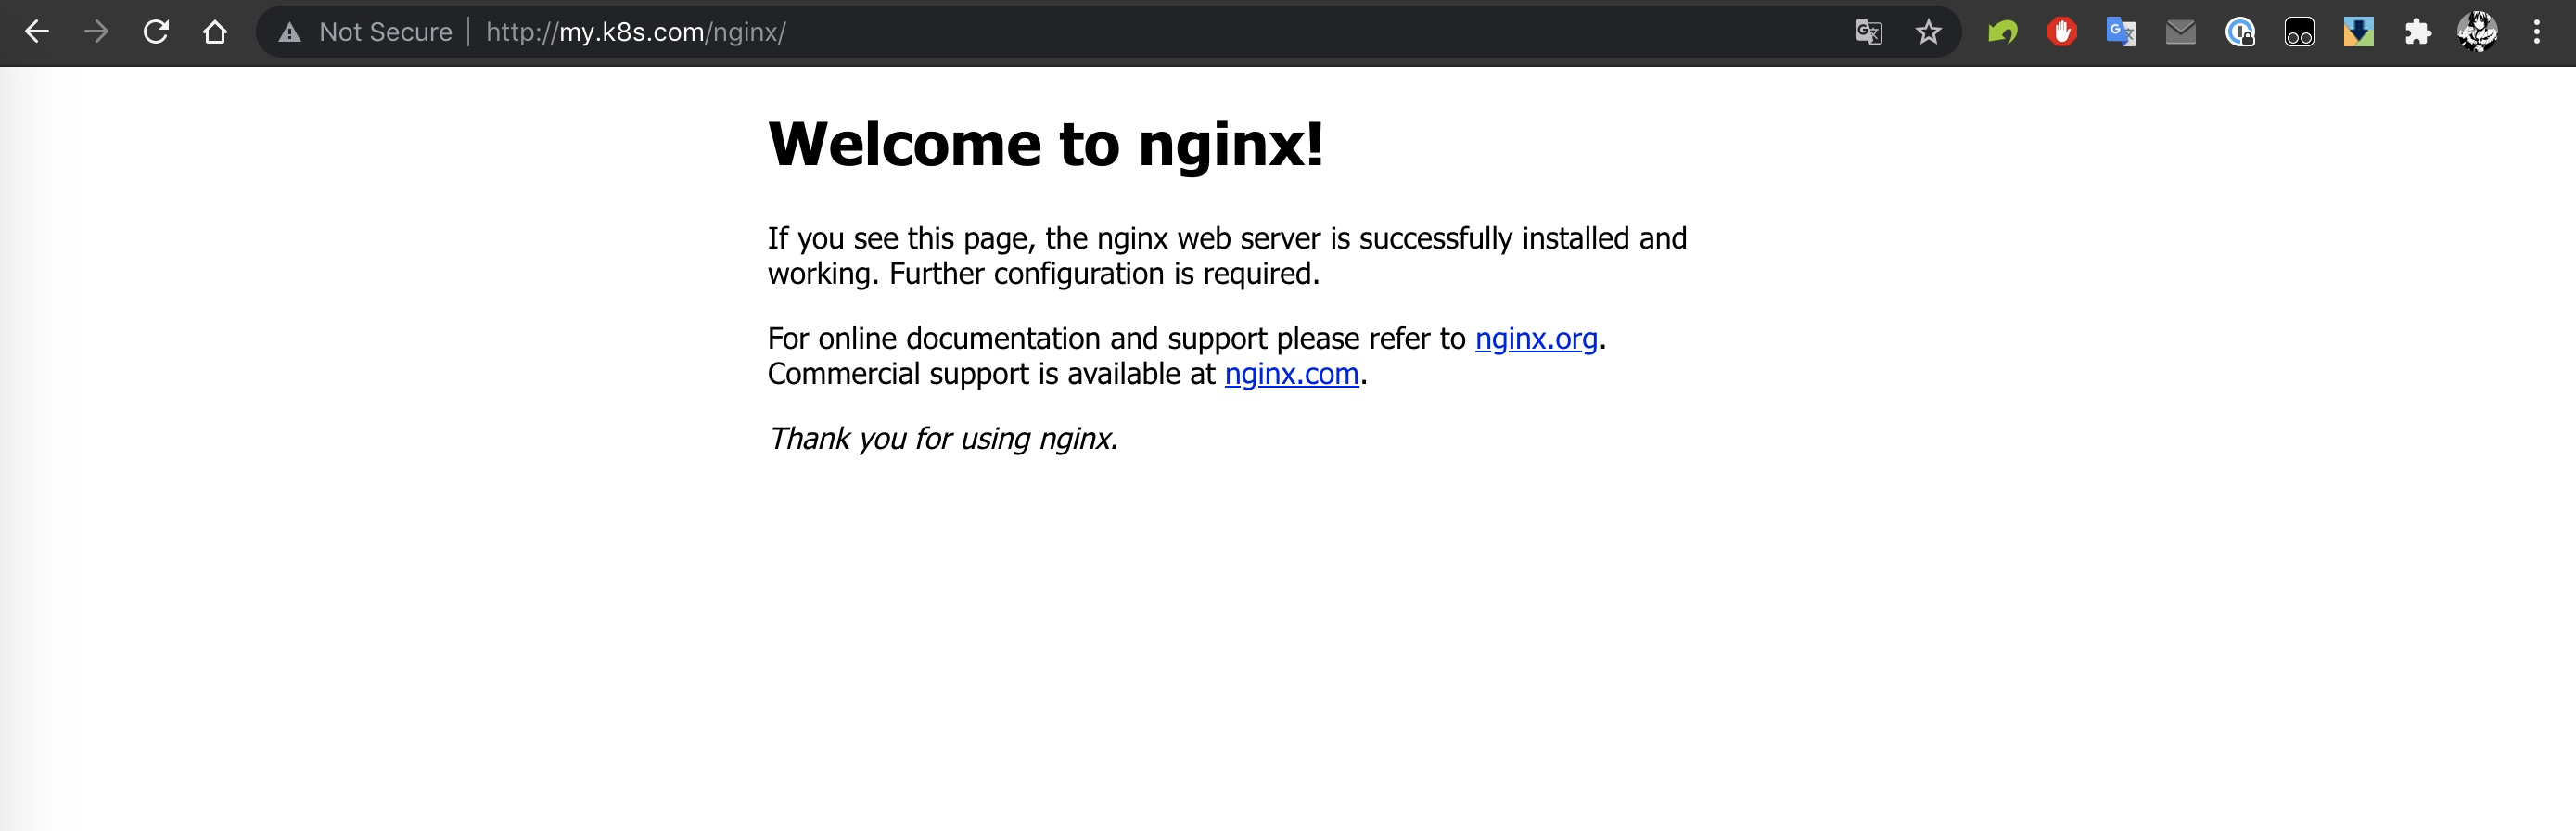 Not Secure | http://my.k8s.com/nginx/
Welcome to nginx!
If you see this page, the nginx web server is successfully installed and
working. Further configuration is required.
For online documentation and support please refer to nginx.org.
Commercial support is available at nginx.com.
Thank you for using nginx.